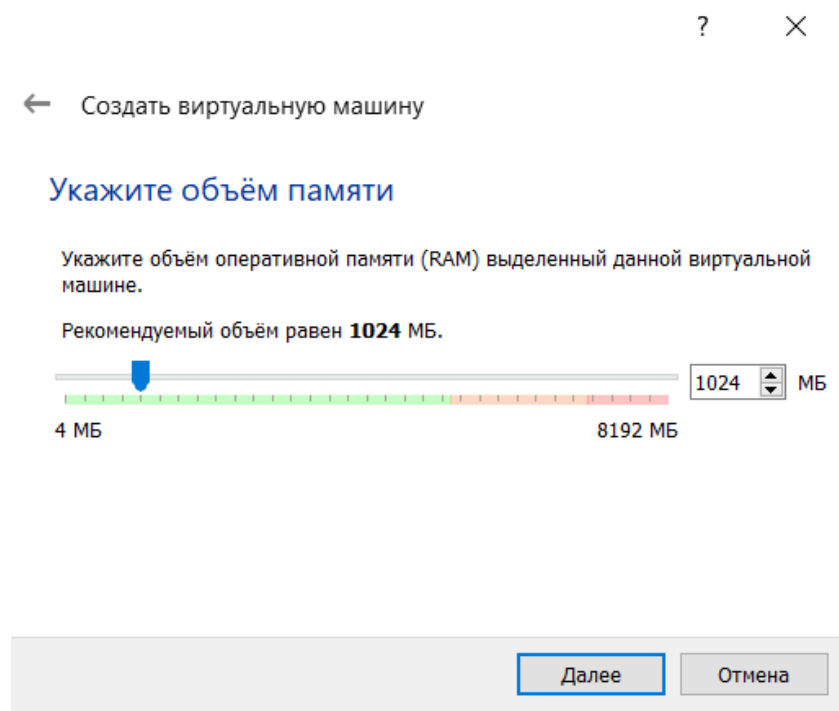 ?
Создать виртуальную машину
Укажите объём памяти
Укажите объём оперативной памяти (RAM) выделенный данной виртуальной
машине.
Рекомендуемый объём равен 1024 МБ.
1024 МБ
4 МБ 8192 МБ
Далее Отмена